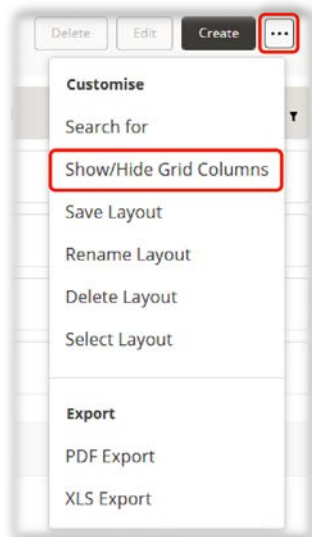 Delete Edit Create ...
Customise
Search for
Show/Hide Grid Columns
Save Layout
Rename Layout
Delete Layout
Select Layout
Export
PDF Export
XLS Export